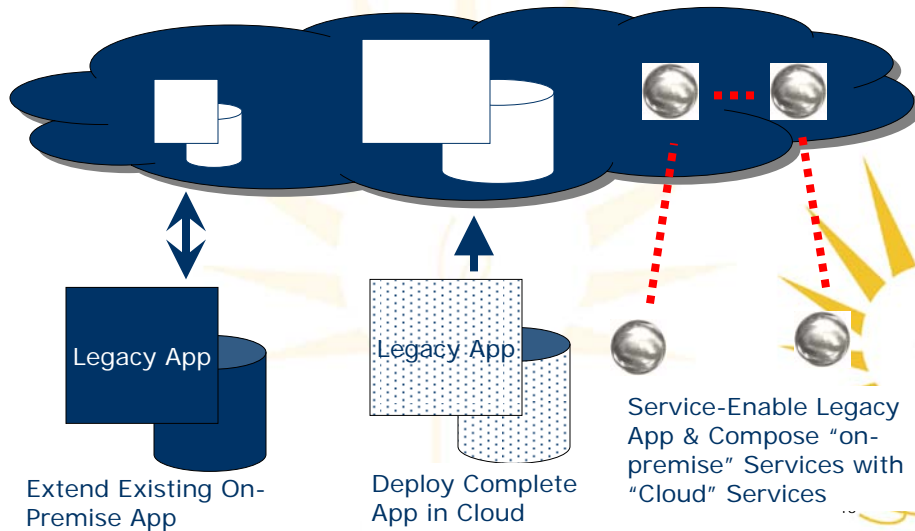 Legacy App
Legacy App
Extend Existing On-
Premise App
Deploy Complete
App in Cloud
Service-Enable Legacy
App & Compose “on-
premise” Services with
“Cloud” Services